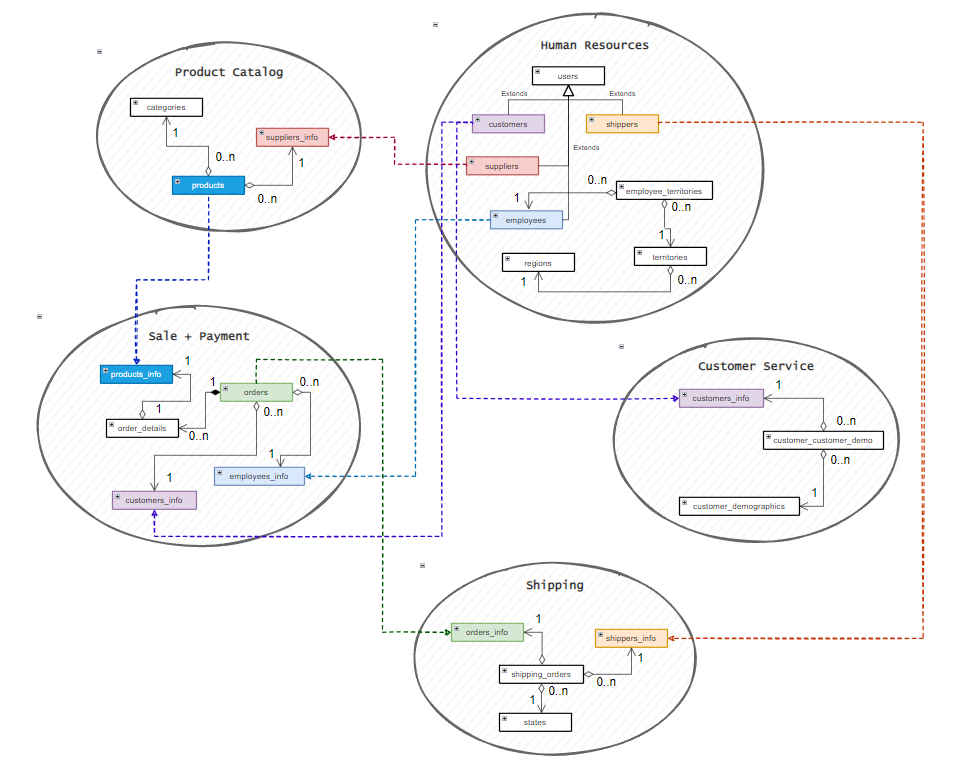 Product Catalog
categories
1
0..n
suppliers_info
1
products
0..n
Human Resources
users
Extends
Extends
customers
shippers
Extends
suppliers
0..n
employee_territories
1
0..n
employees
1
territories
regions
1
0..n
Sale + Payment
products_info
1
1
orders
0..n
1
0..n
order_details
0..n
1
1
employees_info
customers_info
Customer Service
customers_info
1
0..n
customer_customer_demo
0..n
1
customer_demographics
Shipping
orders_info
1
shippers_info
1
shipping_orders
0..n
0..n
1
states